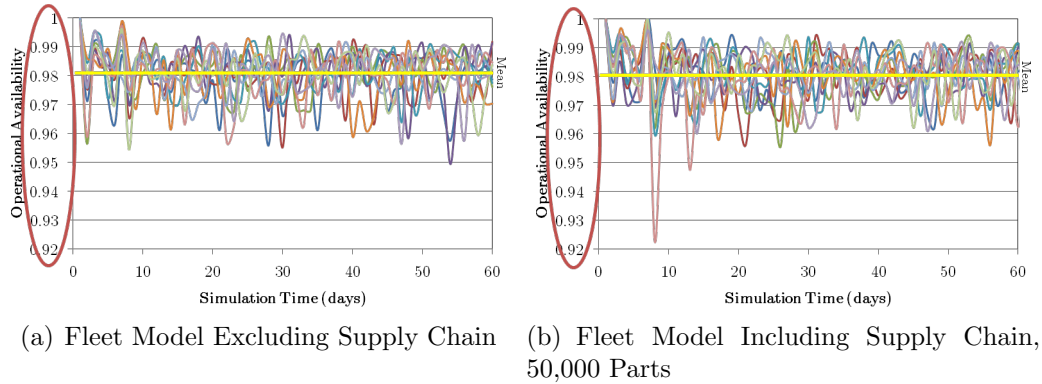 1
0.99
0.98
0.97
0.96
0.95
0.94
0.93
0.92
Operational Availability
Mean
0 10 20 30 40 50 60
Simulation Time (days)
(a) Fleet Model Excluding Supply Chain
1
0.99
0.98
0.97
0.96
0.95
0.94
0.93
0.92
Operational Availability
Mean
0 10 20 30 40 50 60
Simulation Time (days)
(b) Fleet Model Including Supply Chain,
50,000 Parts